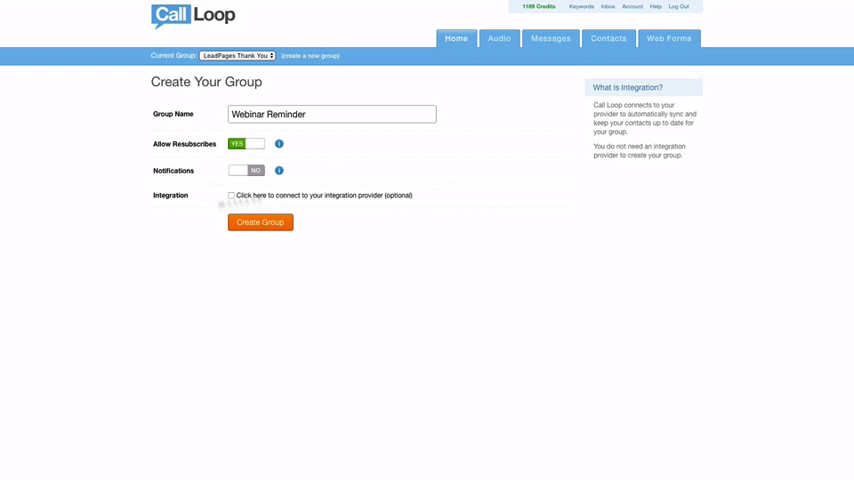 1189 Credits Keywords Inbox Account Help Log Out
Call Loop
Home Audio Messages Contacts Web Forms
Current Group: LeadPages Thank You (create a new group)
Create Your Group
What is Integration?
Group Name Webinar Reminder
Call Loop connects to your
provider to automatically sync and
keep your contacts up to date for
your group.
Allow Resubscribes YES i
You do not need an integration
provider to create your group.
Notifications NO i
Integration Click here to connect to your integration provider (optional)
Create Group